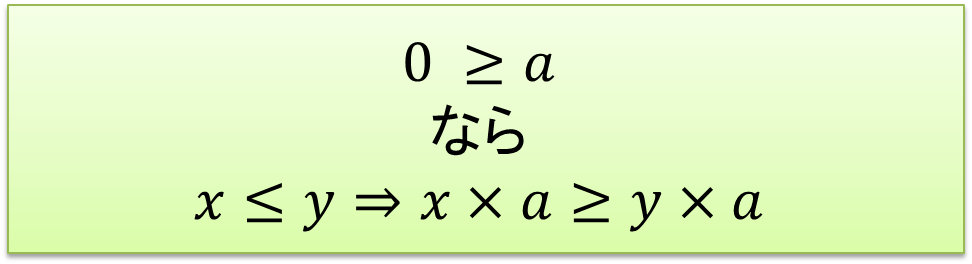 0 ≥ a
なら
x ≤ y ⇒ x × a ≥ y × a